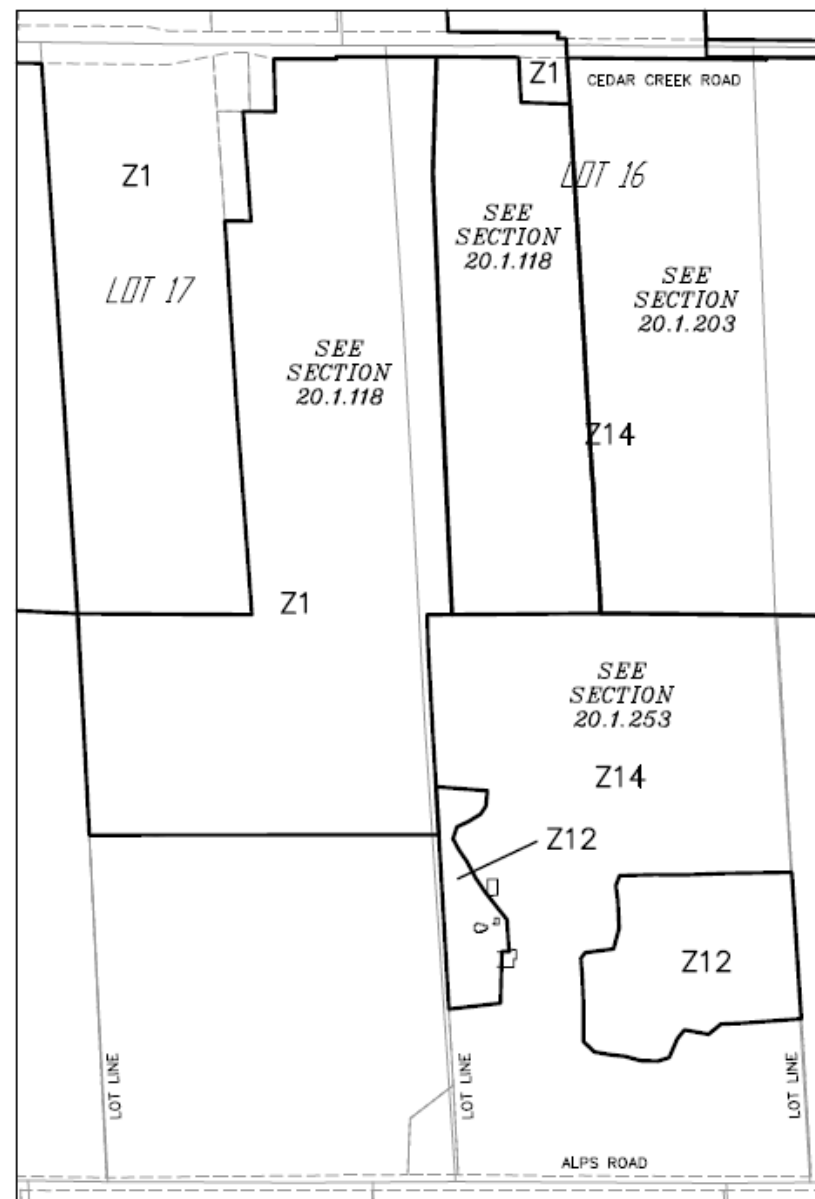 Z1
CEDAR CREEK ROAD
Z1
LOT 16
SEE
SECTION
20.1.118
LOT 17
SEE
SECTION
20.1.203
SEE
SECTION
20.1.118
Z14
Z1
SEE
SECTION
20.1.253
Z14
Z12
Z12
LOT LINE
LOT LINE
LOT LINE
ALPS ROAD